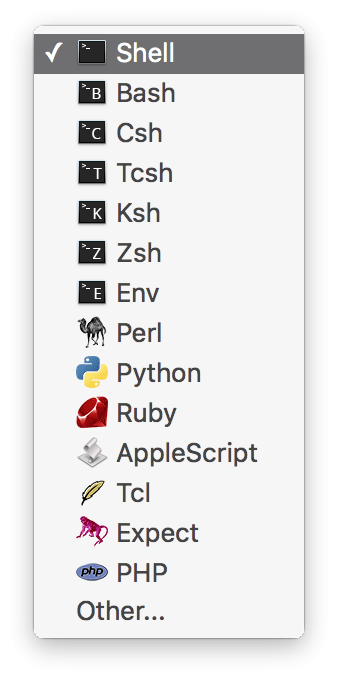 Shell
Bash
Csh
Tcsh
Ksh
Zsh
Env
Perl
Python
Ruby
AppleScript
Tcl
Expect
PHP
Other...